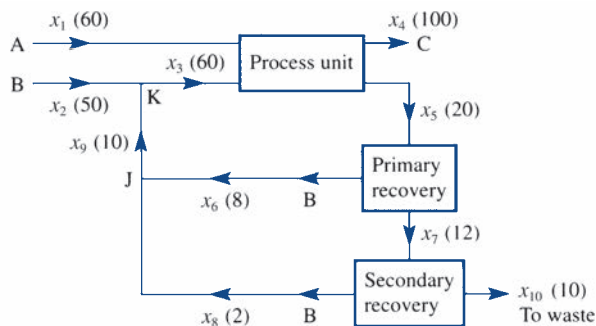 x₁ (60)
x₄ (100)
A
Process unit
C
B
x₃ (60)
x₂ (50)
K
x₅ (20)
x₉ (10)
Primary
recovery
J
x₆ (8)
B
x₇ (12)
Secondary
recovery
x₁₀ (10)
To waste
x₈ (2)
B